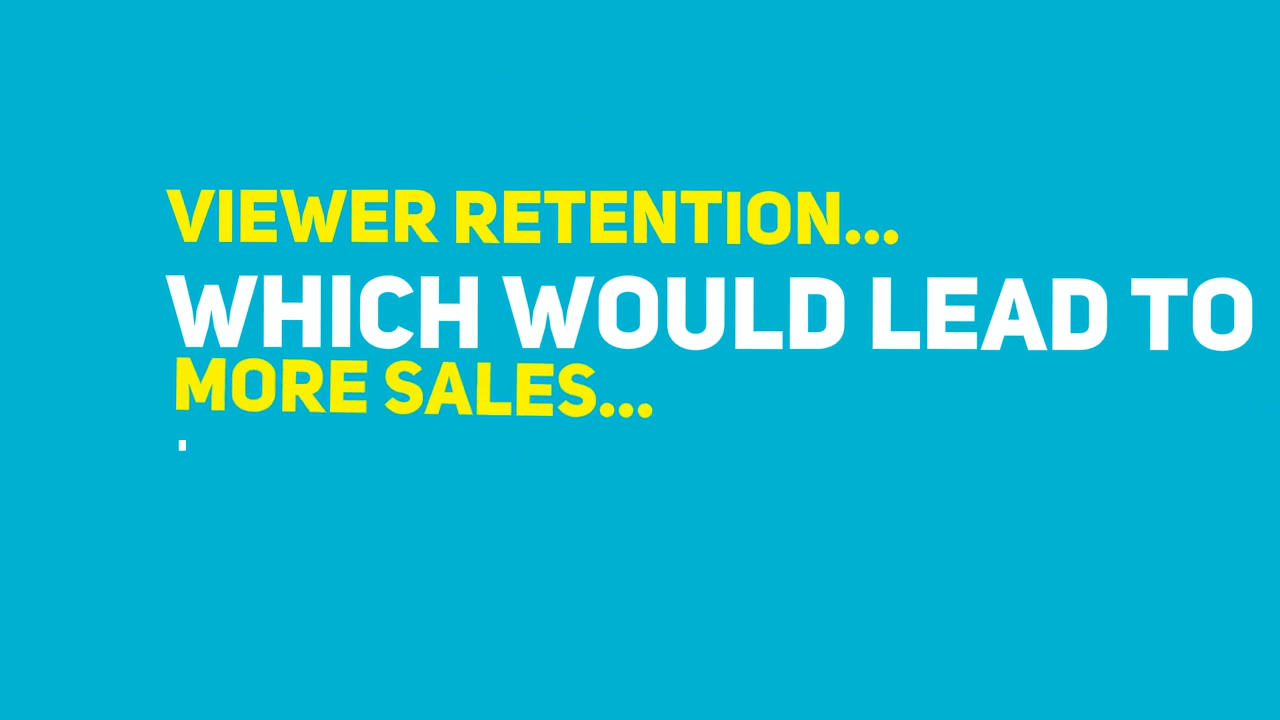 VIEWER RETENTION...
WHICH WOULD LEAD TO
MORE SALES...